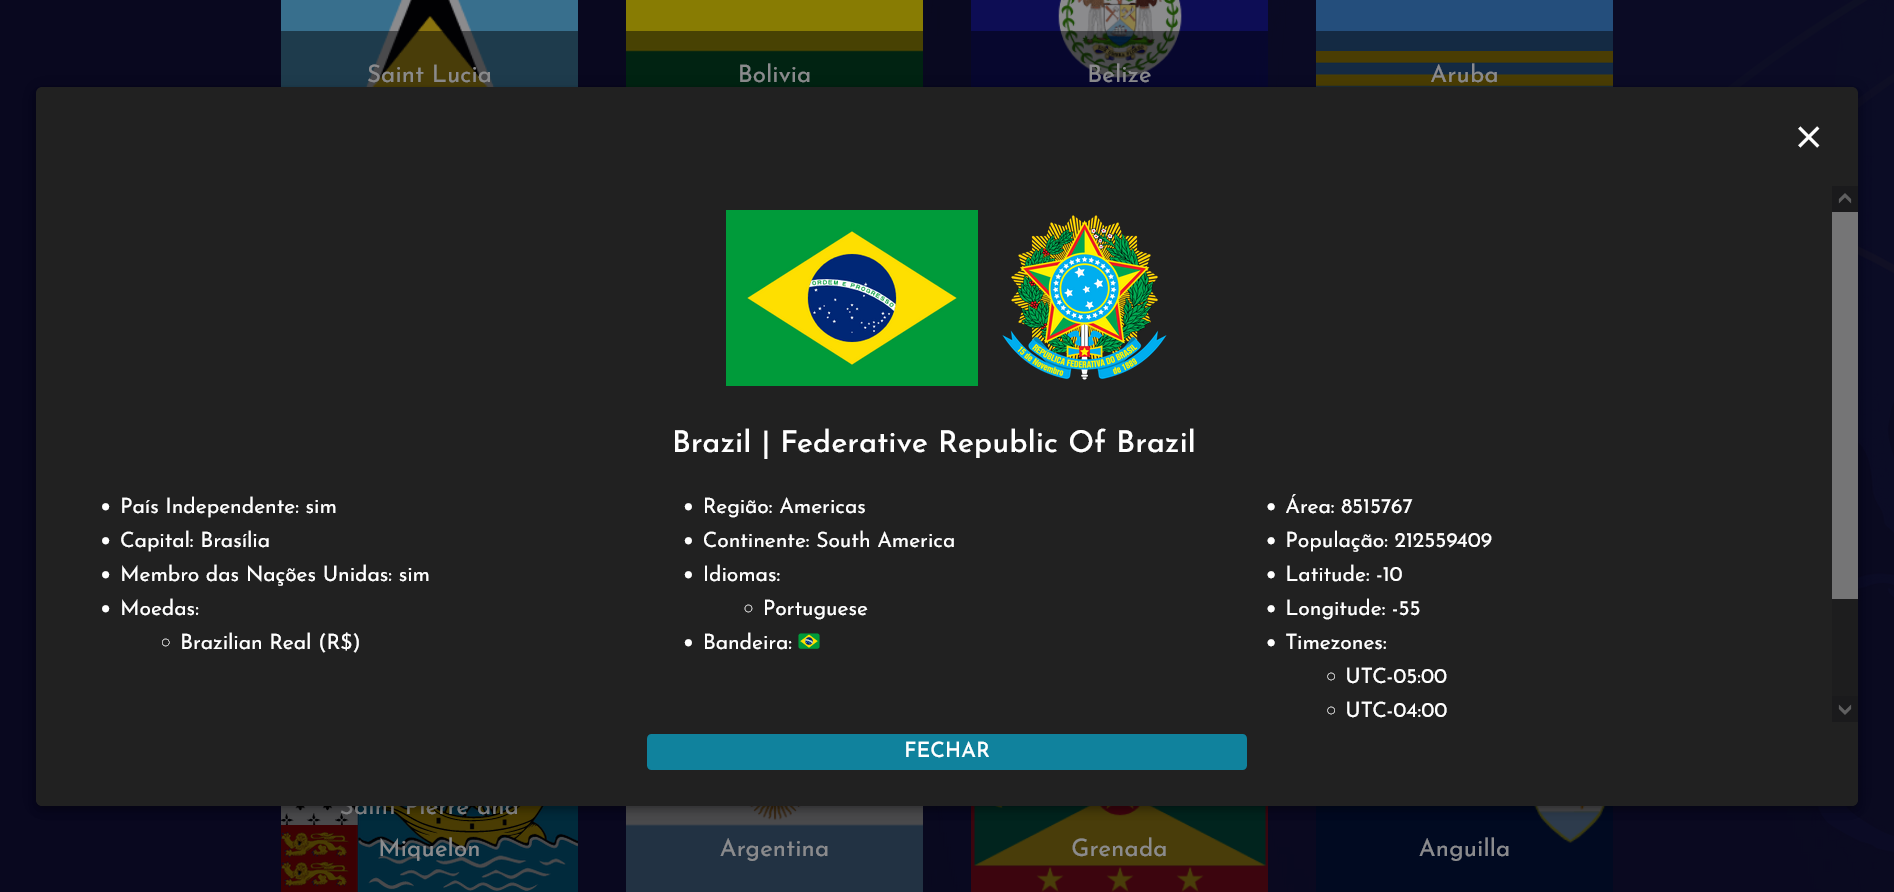 Saint Lucia
Bolivia
Belize
Aruba
ORDEM E PROGRESSO
REPÚBLICA FEDERATIVA DO BRASIL
15 de Novembro
de 1889
Brazil | Federative Republic Of Brazil
País Independente: sim
Capital: Brasília
Membro das Nações Unidas: sim
Moedas:
Brazilian Real (R$)
Região: Americas
Continente: South America
Idiomas:
Portuguese
Bandeira: 🇧🇷
Área: 8515767
População: 212559409
Latitude: -10
Longitude: -55
Timezones:
UTC-05:00
UTC-04:00
FECHAR
Saint Pierre and
Miquelon
Argentina
Grenada
Anguilla